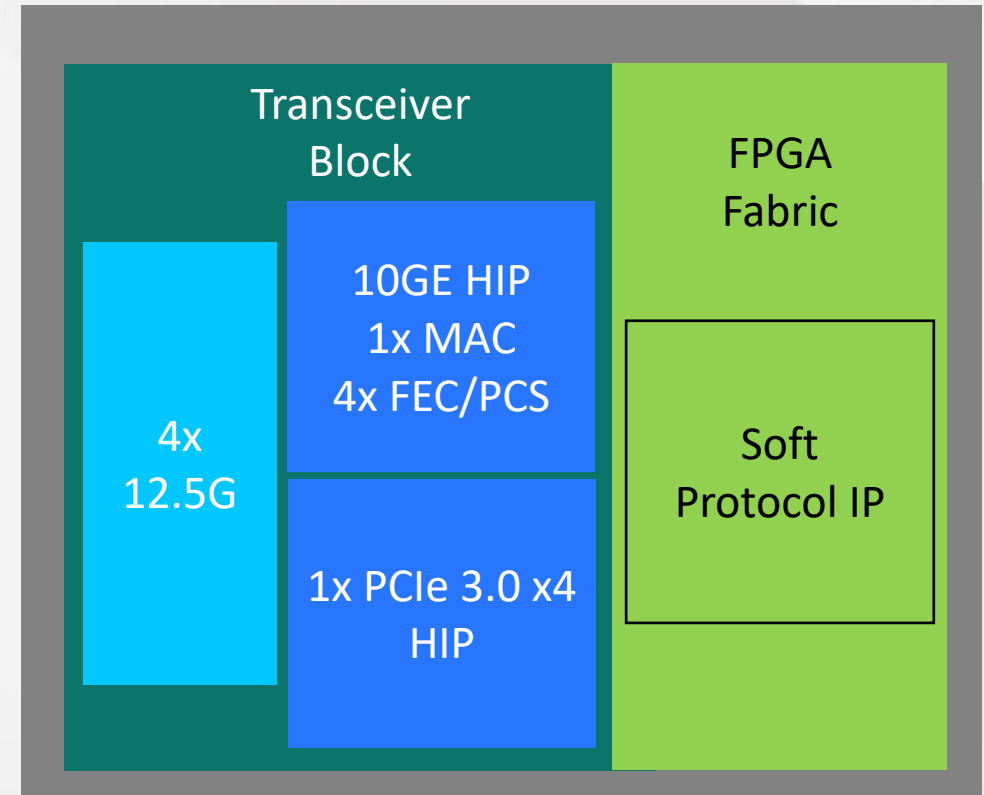 Transceiver
Block
FPGA
Fabric
10GE HIP
1x MAC
4x FEC/PCS
4x
12.5G
1x PCIe 3.0 x4
HIP
Soft
Protocol IP